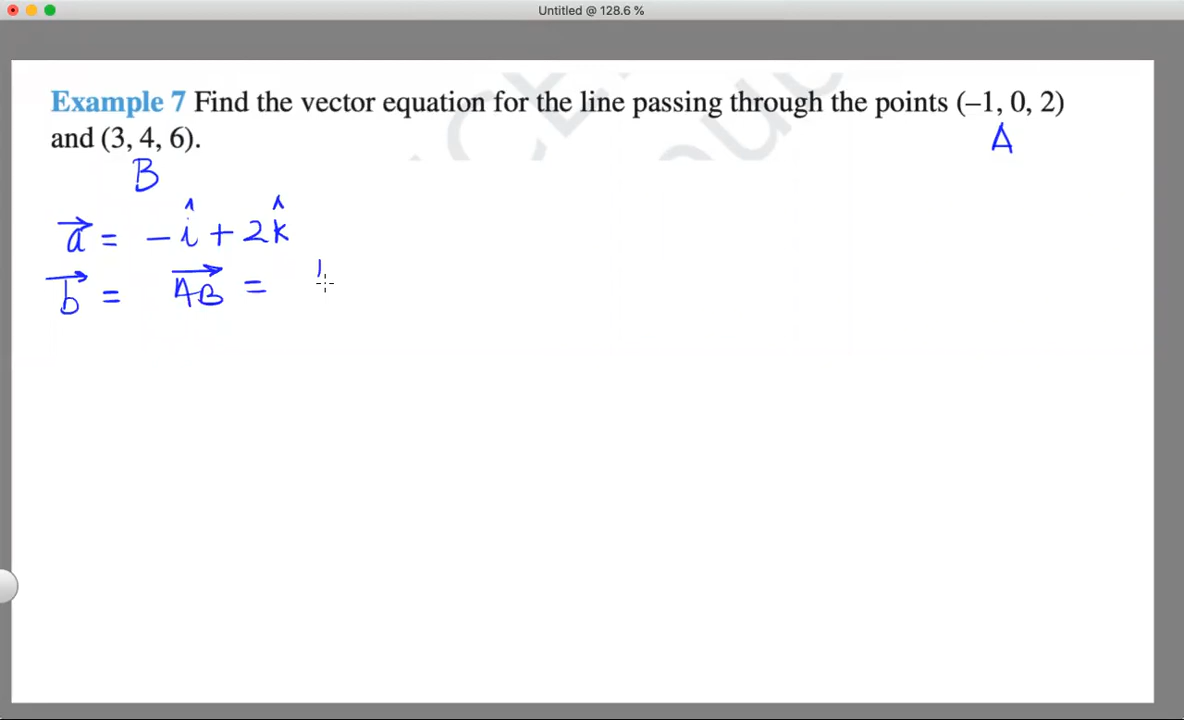 Untitled @ 128.6 %
Example 7 Find the vector equation for the line passing through the points (–1, 0, 2)
and (3, 4, 6).
A
B
a⃗ = - î + 2k̂
b⃗ = A⃗B⃗ =